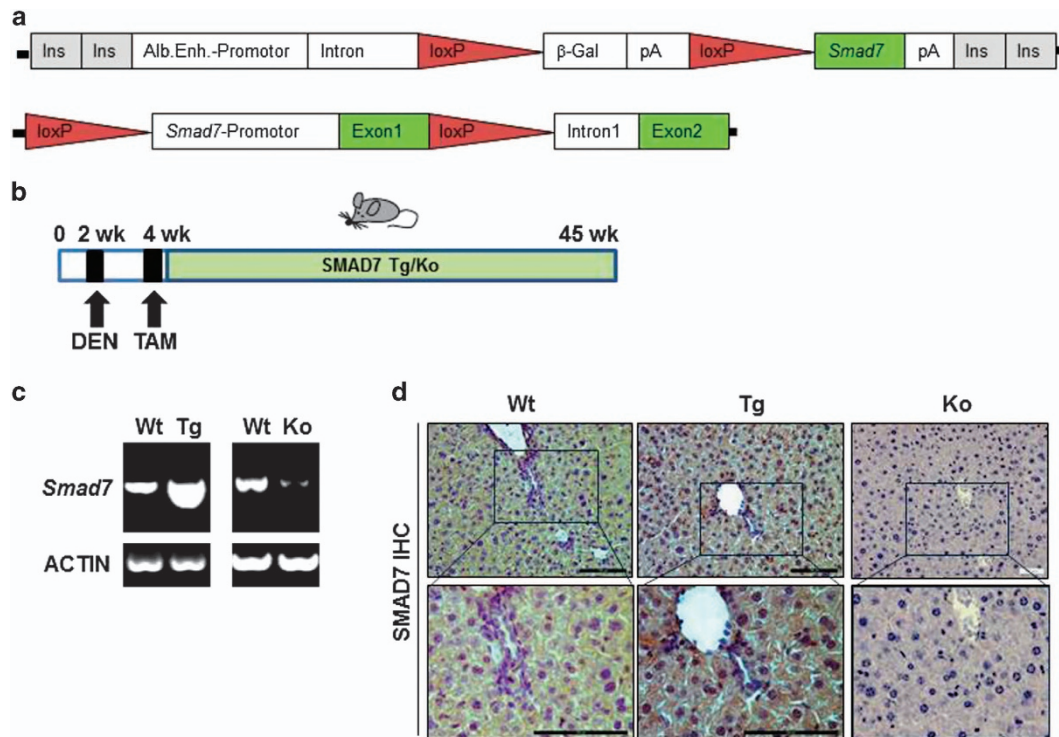 a
Ins Ins Alb.Enh.-Promotor Intron loxP β-Gal pA loxP Smad7 pA Ins Ins
loxP Smad7-Promotor Exon1 loxP Intron1 Exon2
b
0 2 wk 4 wk 45 wk
SMAD7 Tg/Ko
DEN TAM
c
Wt Tg Wt Ko
Smad7
ACTIN
d
Wt Tg Ko
SMAD7 IHC